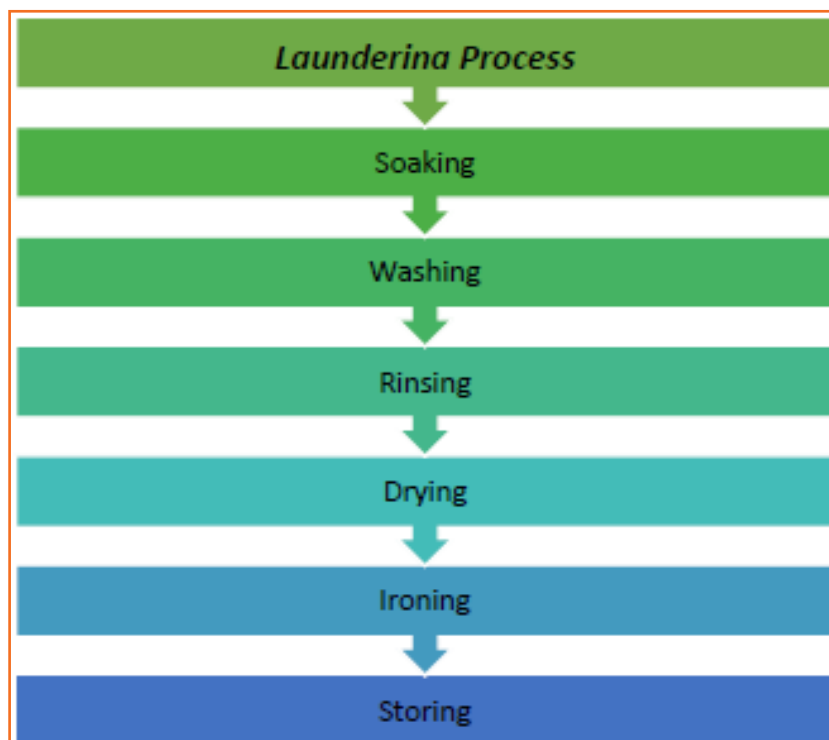 Launderina Process
Soaking
Washing
Rinsing
Drying
Ironing
Storing